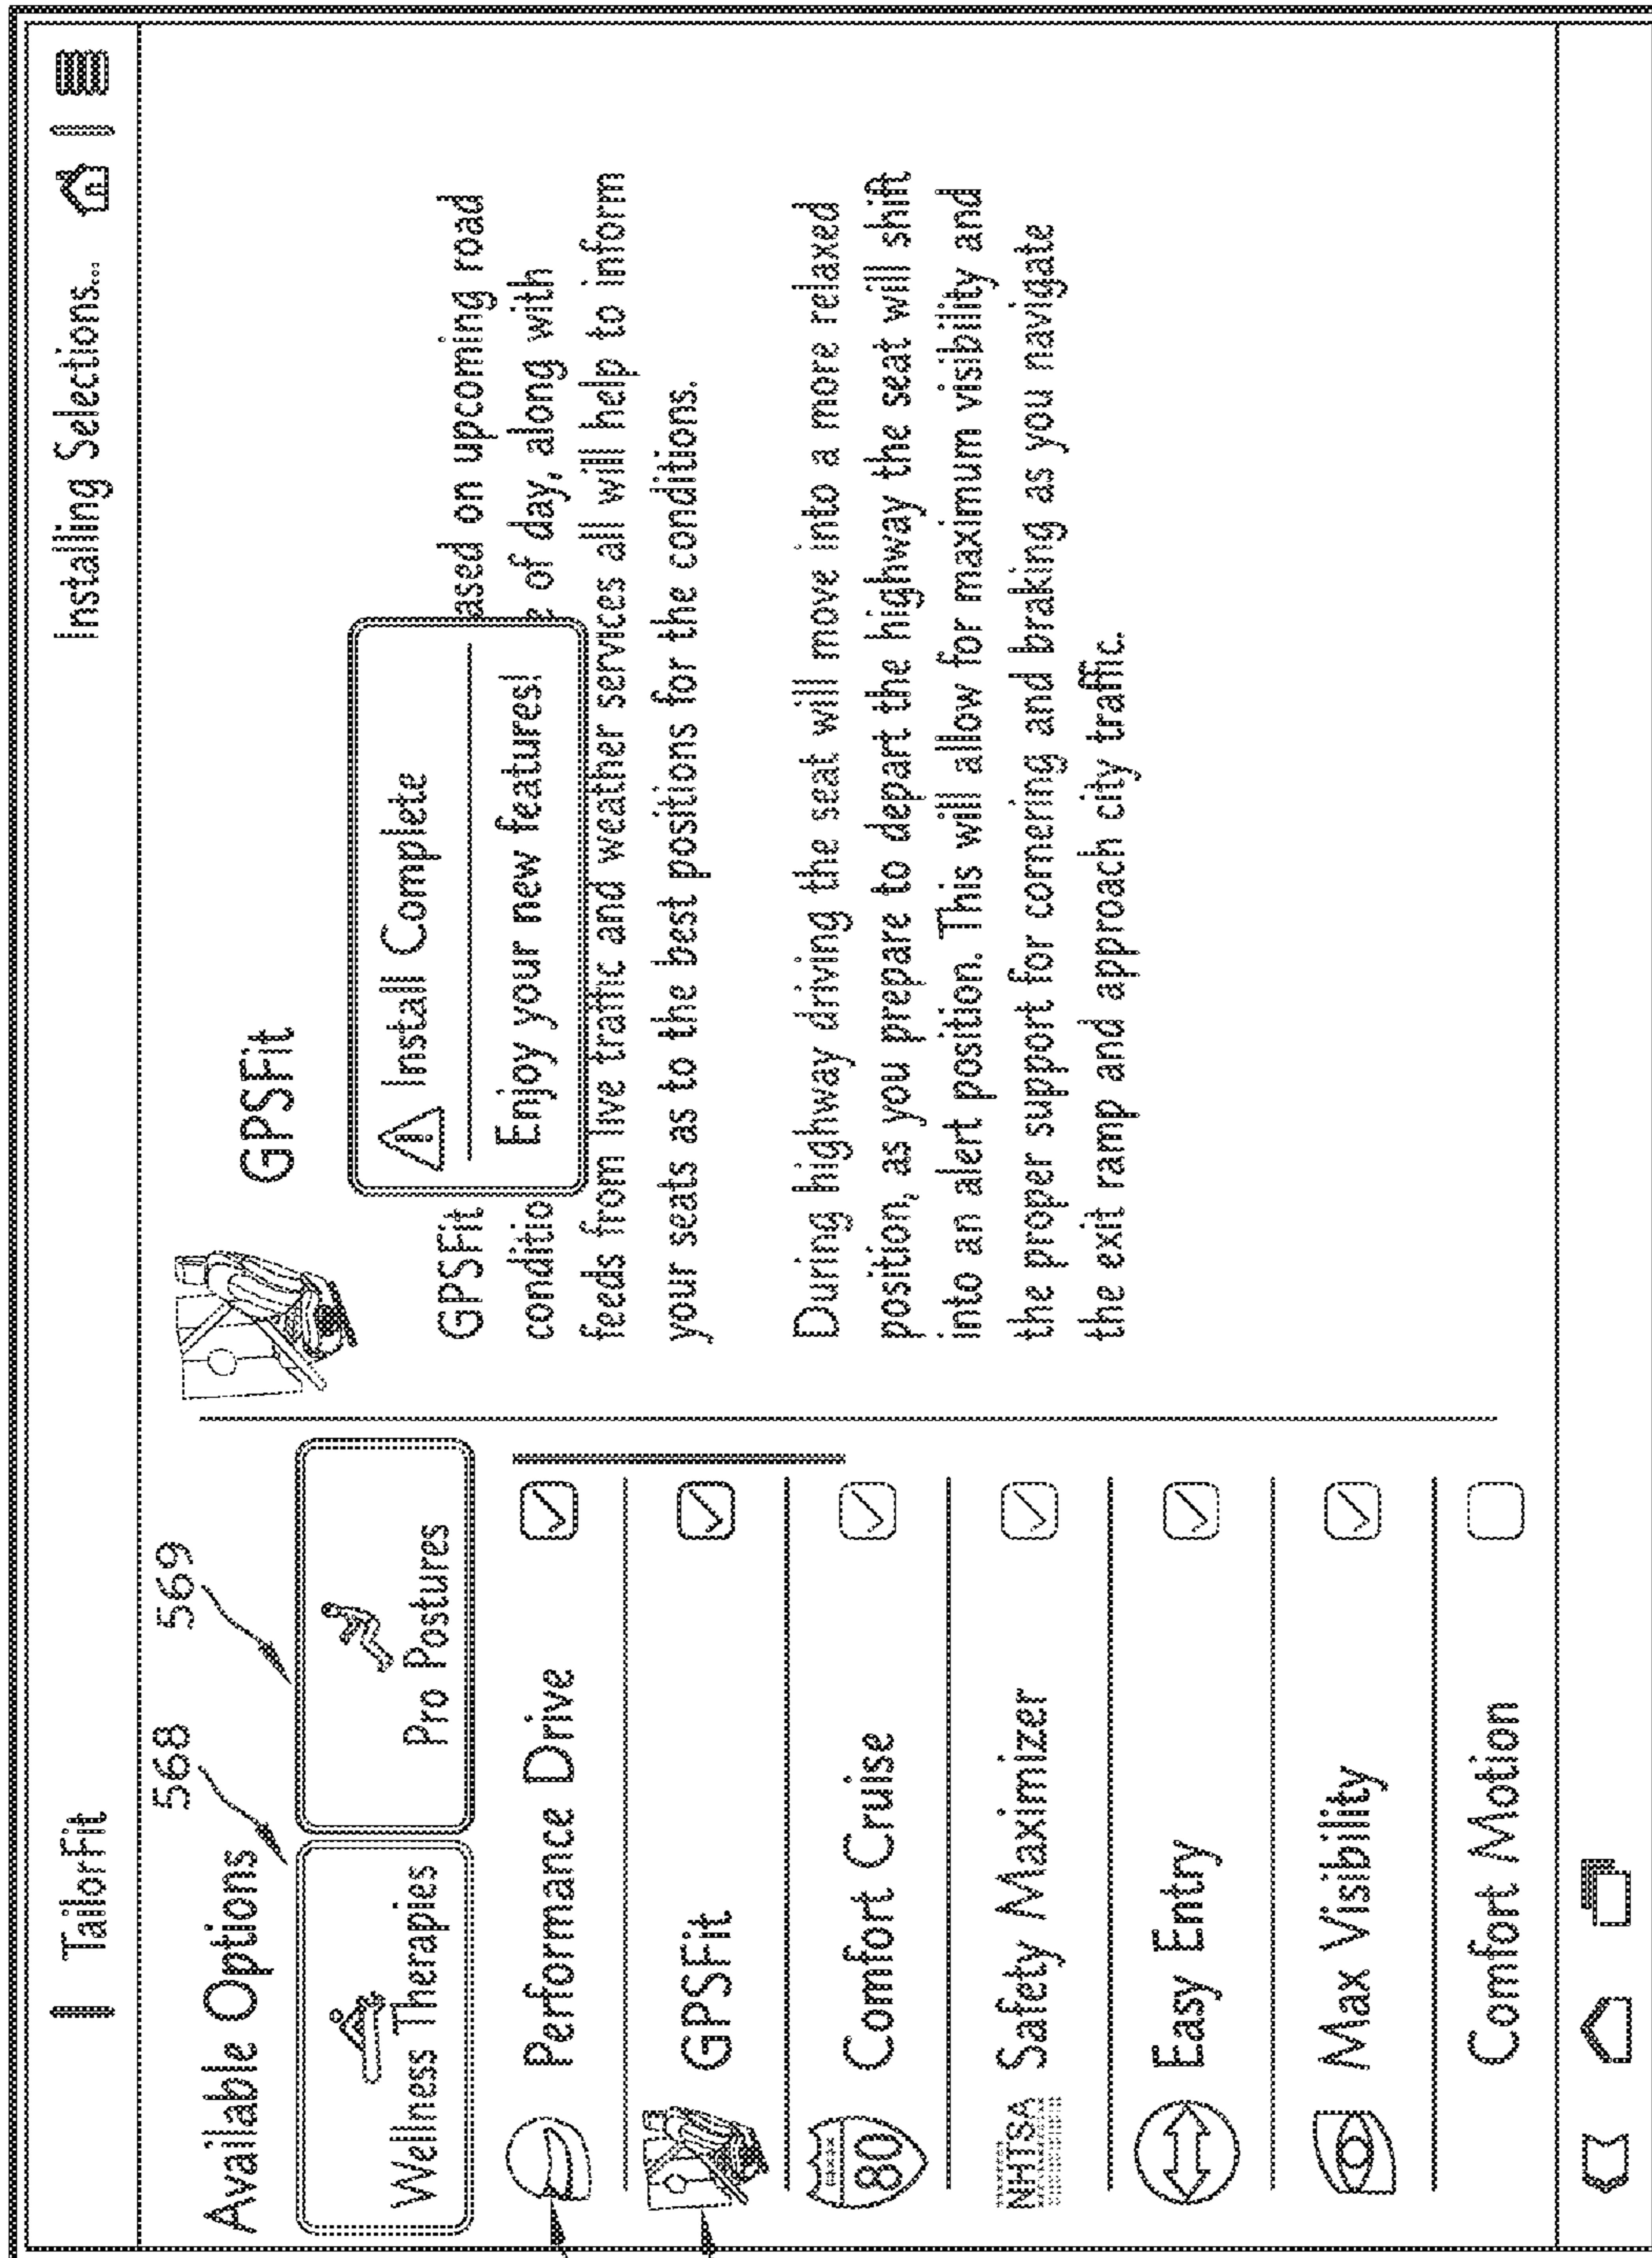 TailorFit
Installing Selections...
Available Options
568
569
Wellness Therapies
Pro Postures
Performance Drive
GPSFit
80
Comfort Cruise
NHTSA
Safety Maximizer
Easy Entry
Max Visibility
Comfort Motion
GPSFit
Install Complete
Enjoy your new features!
GPSFit ased on upcoming road
conditio e of day, along with
feeds from live traffic and weather services all will help to inform
your seats as to the best positions for the conditions.
During highway driving the seat will move into a more relaxed
position, as you prepare to depart the highway the seat will shift
into an alert position. This will allow for maximum visibility and
the proper support for cornering and braking as you navigate
the exit ramp and approach city traffic.